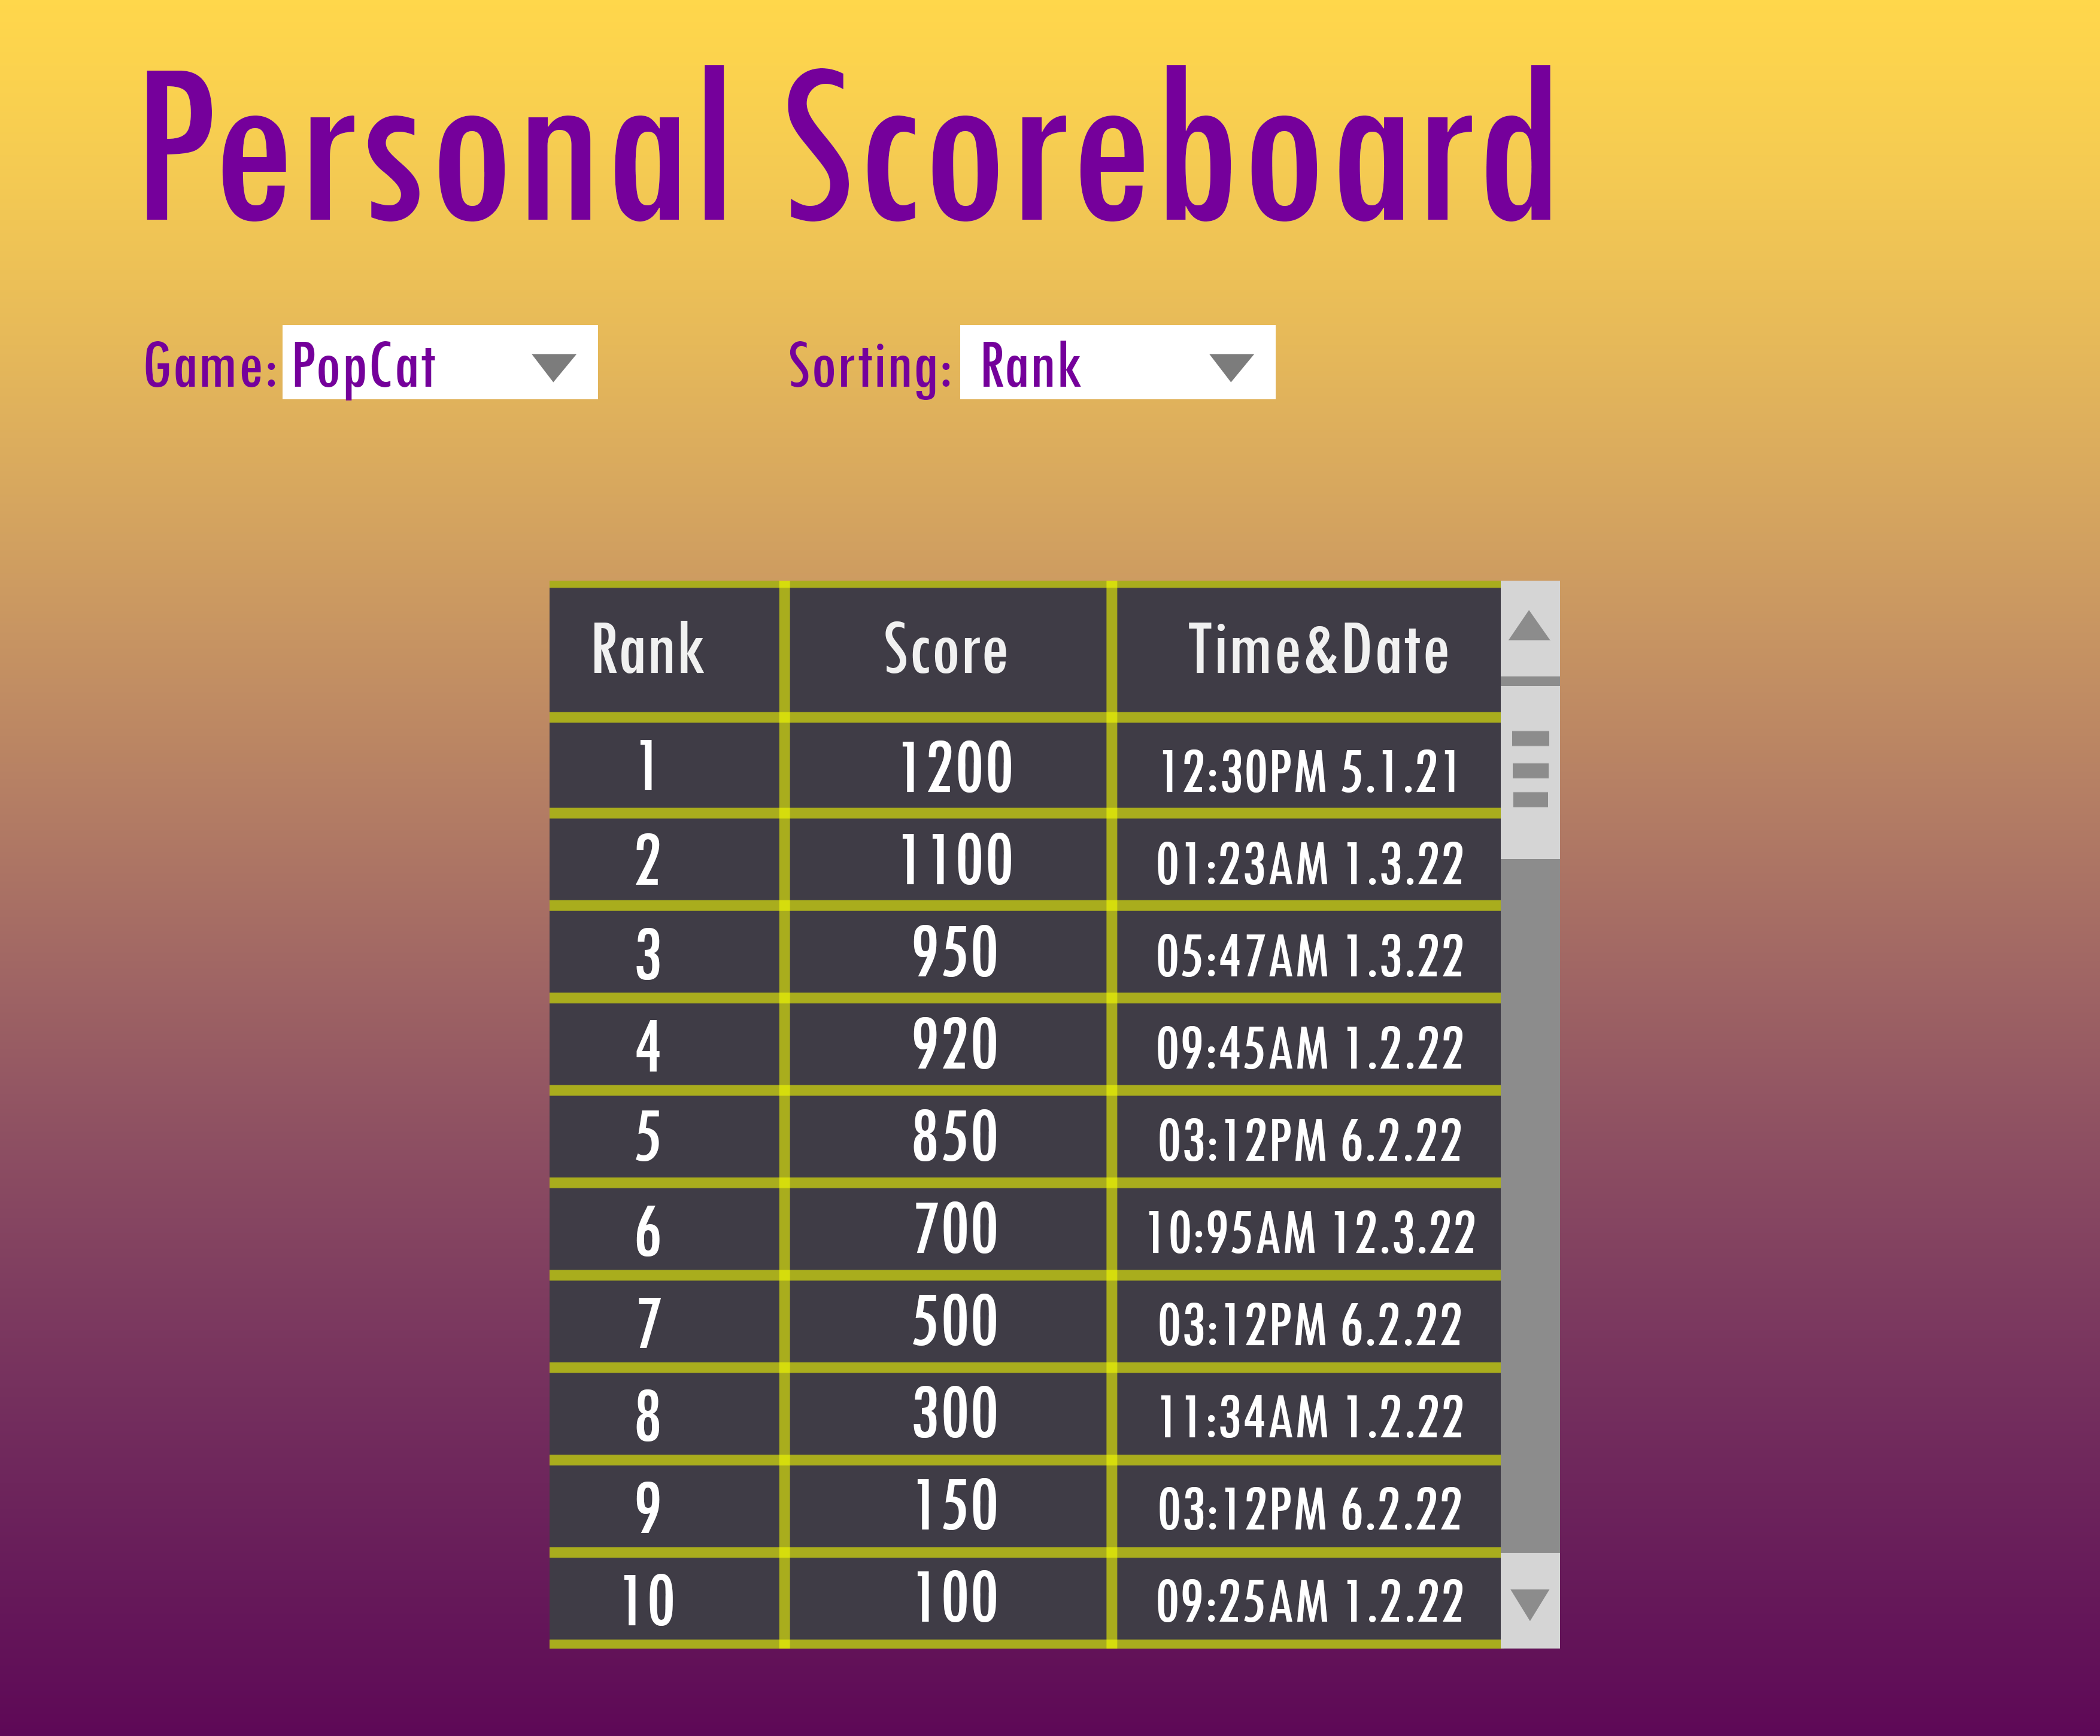 Personal Scoreboard
Game: PopCat Sorting: Rank
Rank Score Time&Date
1 1200 12:30PM 5.1.21
2 1100 01:23AM 1.3.22
3 950 05:47AM 1.3.22
4 920 09:45AM 1.2.22
5 850 03:12PM 6.2.22
6 700 10:95AM 12.3.22
7 500 03:12PM 6.2.22
8 300 11:34AM 1.2.22
9 150 03:12PM 6.2.22
10 100 09:25AM 1.2.22